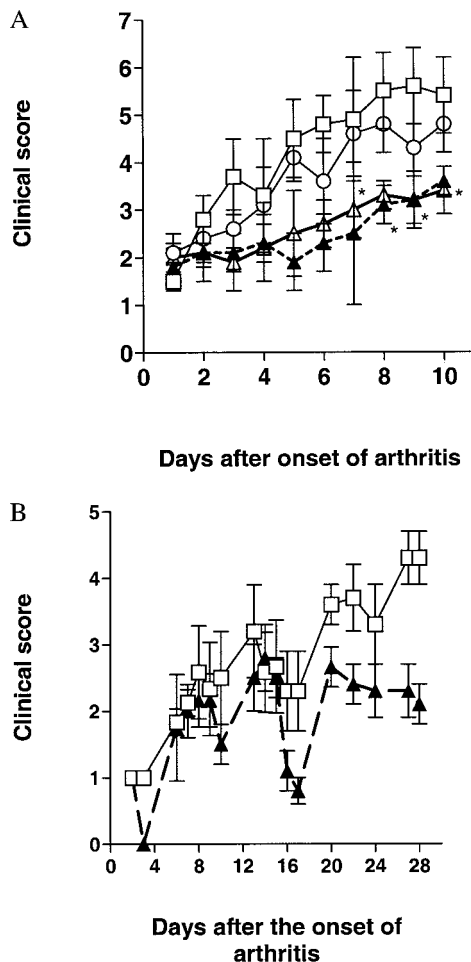 A
7
6
5
4
3
2
1
0
Clinical score
*
*
*
*
0 2 4 6 8 10
Days after onset of arthritis
B
5
4
3
2
1
0
Clinical score
0 4 8 12 16 20 24 28
Days after the onset of
arthritis